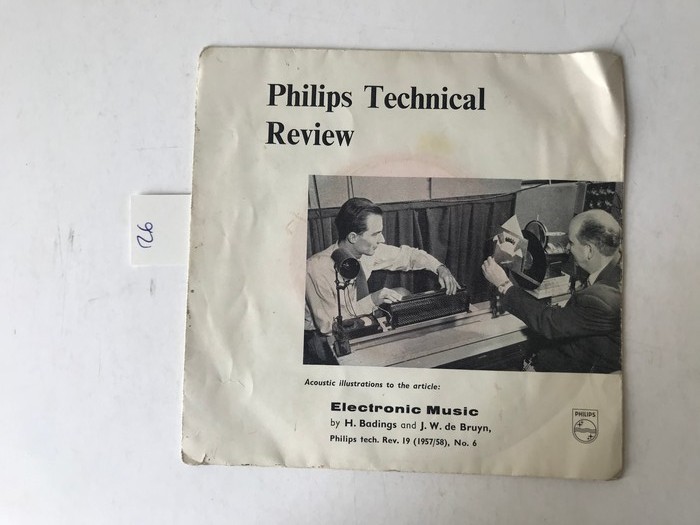 Philips Technical
Review
26
Acoustic illustrations to the article:
Electronic Music
by H. Badings and J. W. de Bruyn,
Philips tech. Rev. 19 (1957/58), No. 6
PHILIPS